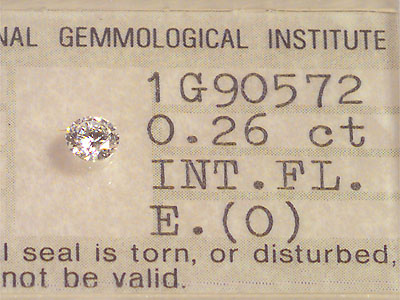 NAL GEMMOLOGICAL INSTITUTE
1G90572
0.26 ct
INT.FL.
E.(O)
l seal is torn, or disturbed,
not be valid.